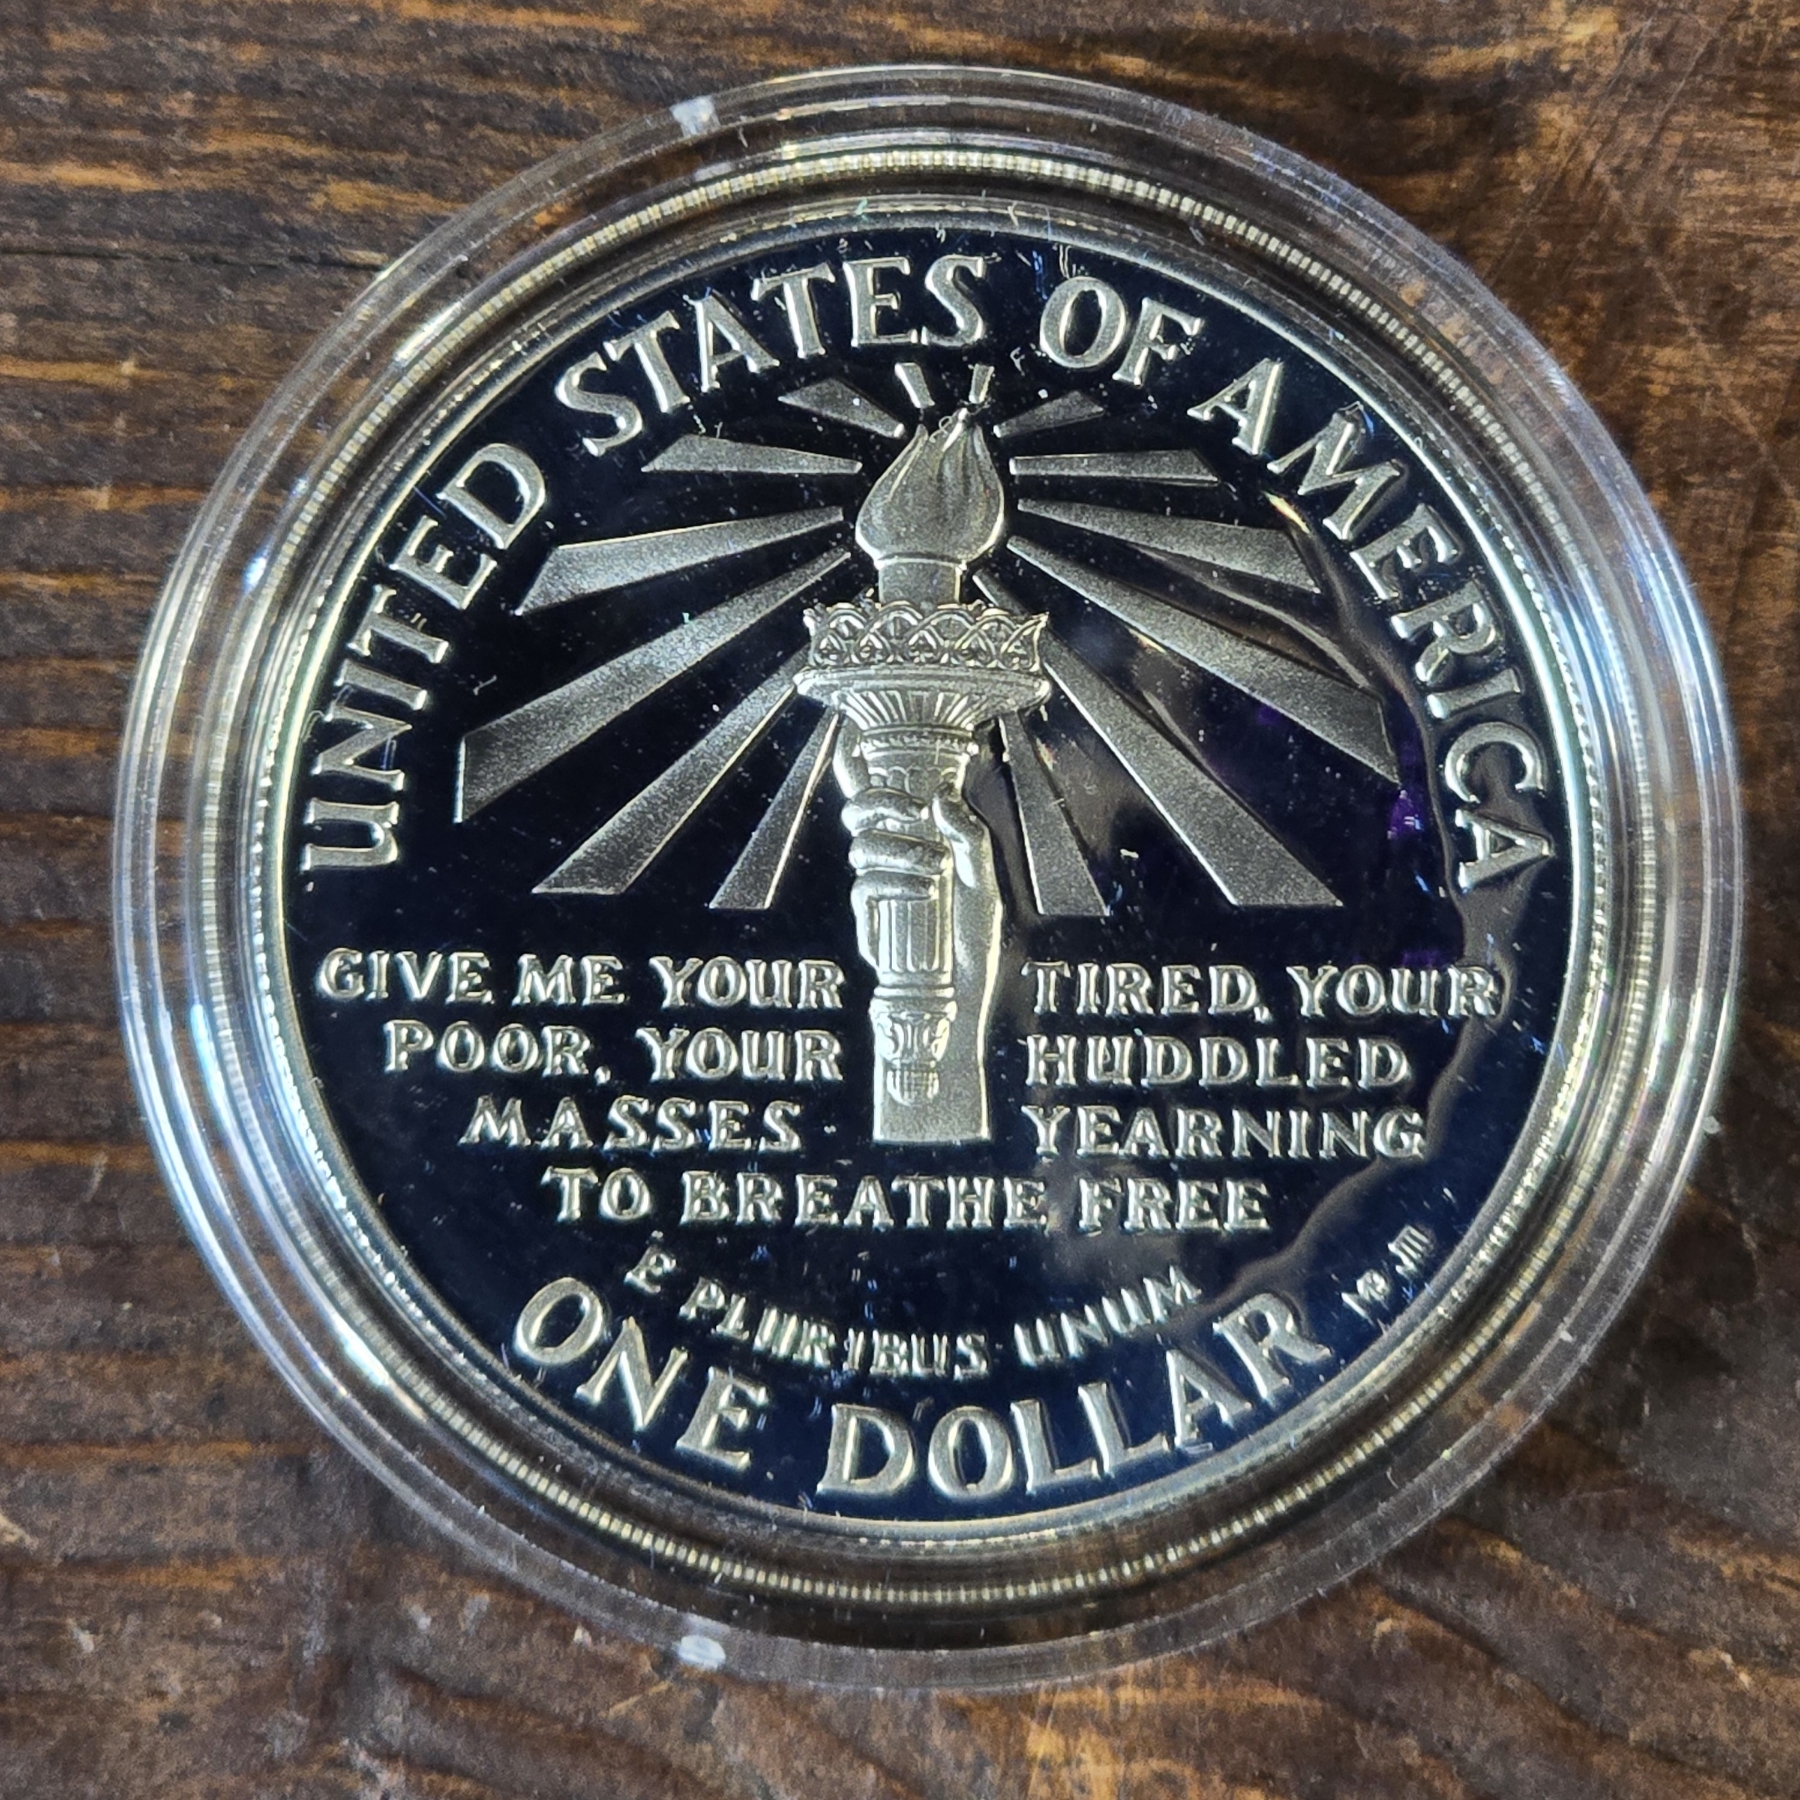 UNITED STATES OF AMERICA
GIVE ME YOUR TIRED, YOUR
POOR, YOUR HUDDLED
MASSES YEARNING
TO BREATHE FREE
E PLURIBUS UNUM
ONE DOLLAR